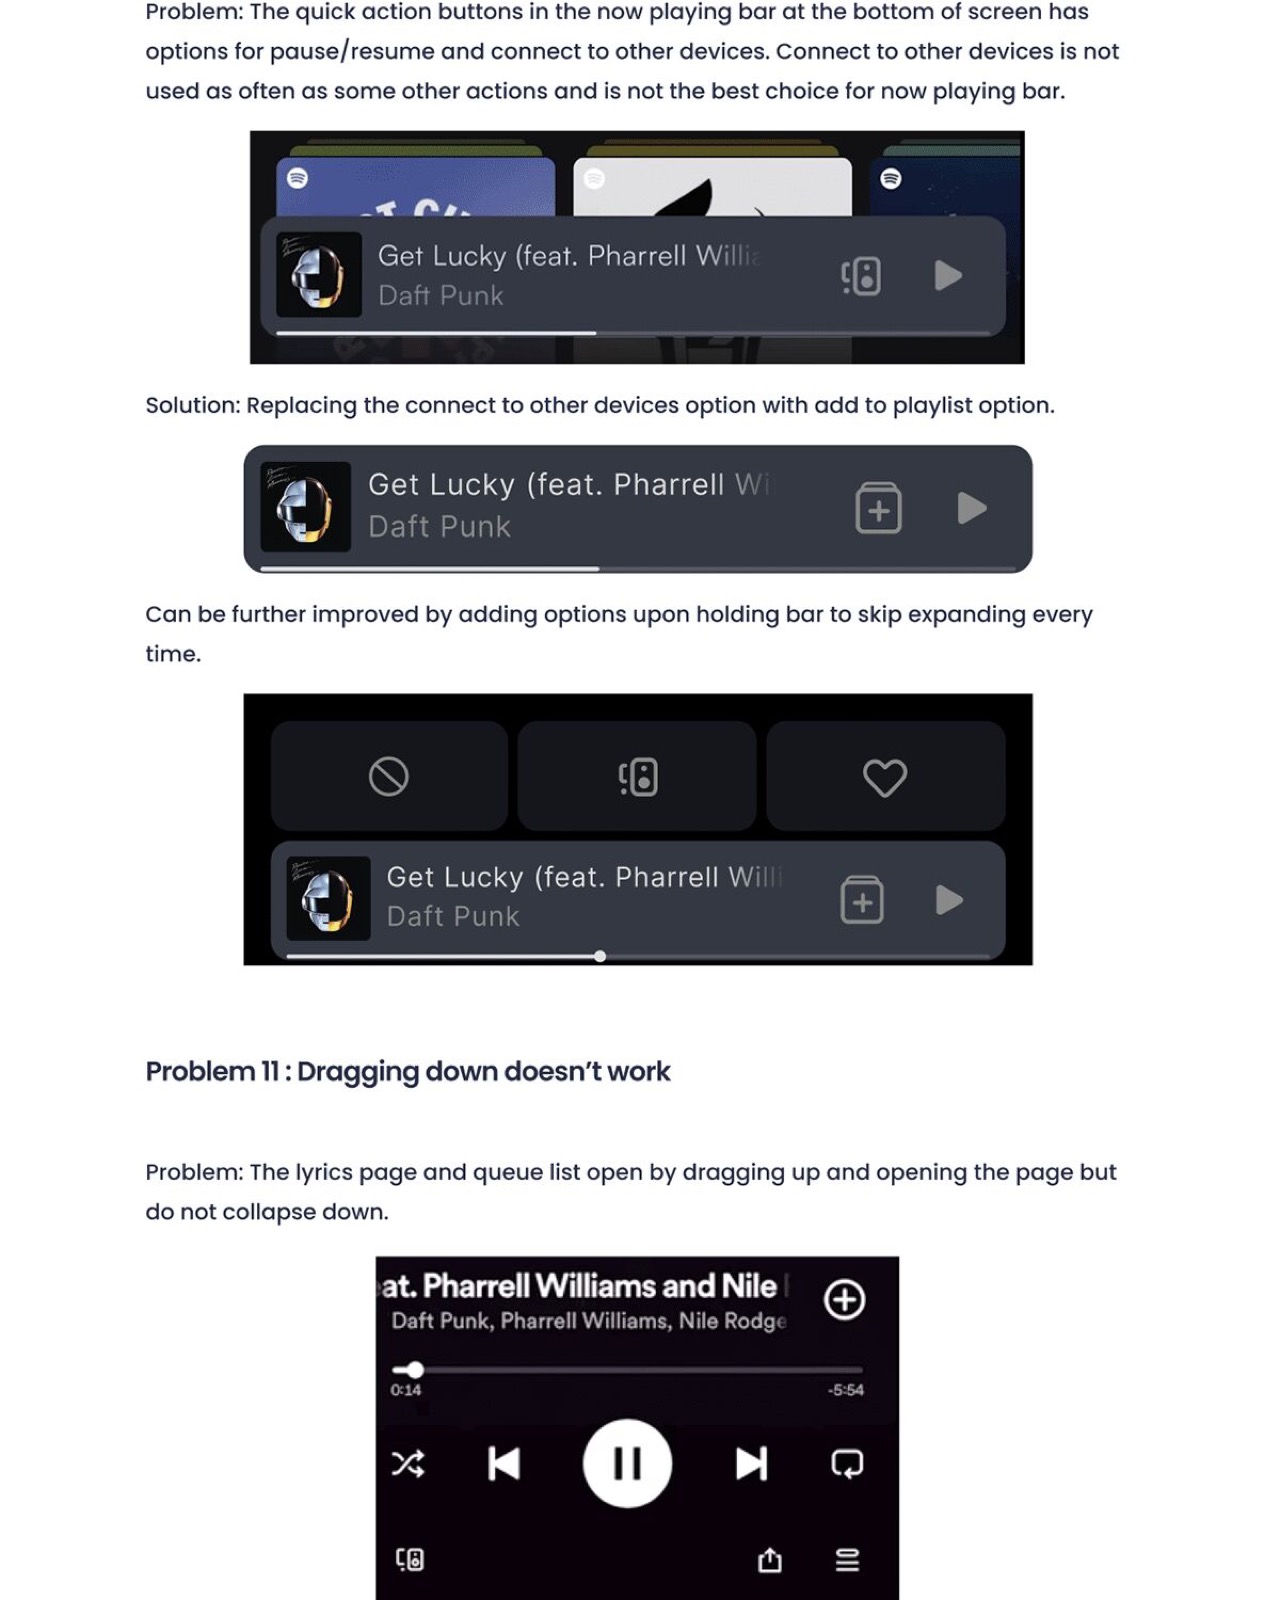 Problem: The quick action buttons in the now playing bar at the bottom of screen has
options for pause/resume and connect to other devices. Connect to other devices is not
used as often as some other actions and is not the best choice for now playing bar.
Get Lucky (feat. Pharrell Willia
Daft Punk
Solution: Replacing the connect to other devices option with add to playlist option.
Get Lucky (feat. Pharrell Wi
Daft Punk
Can be further improved by adding options upon holding bar to skip expanding every
time.
Get Lucky (feat. Pharrell Willi
Daft Punk
Problem 11 : Dragging down doesn’t work
Problem: The lyrics page and queue list open by dragging up and opening the page but
do not collapse down.
at. Pharrell Williams and Nile
Daft Punk, Pharrell Williams, Nile Rodge
0:14 -5:54